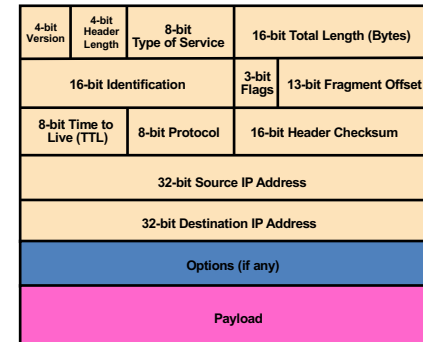 4-bit
Version
4-bit
Header
Length
8-bit
Type of Service
16-bit Total Length (Bytes)
16-bit Identification
3-bit
Flags
13-bit Fragment Offset
8-bit Time to
Live (TTL)
8-bit Protocol
16-bit Header Checksum
32-bit Source IP Address
32-bit Destination IP Address
Options (if any)
Payload